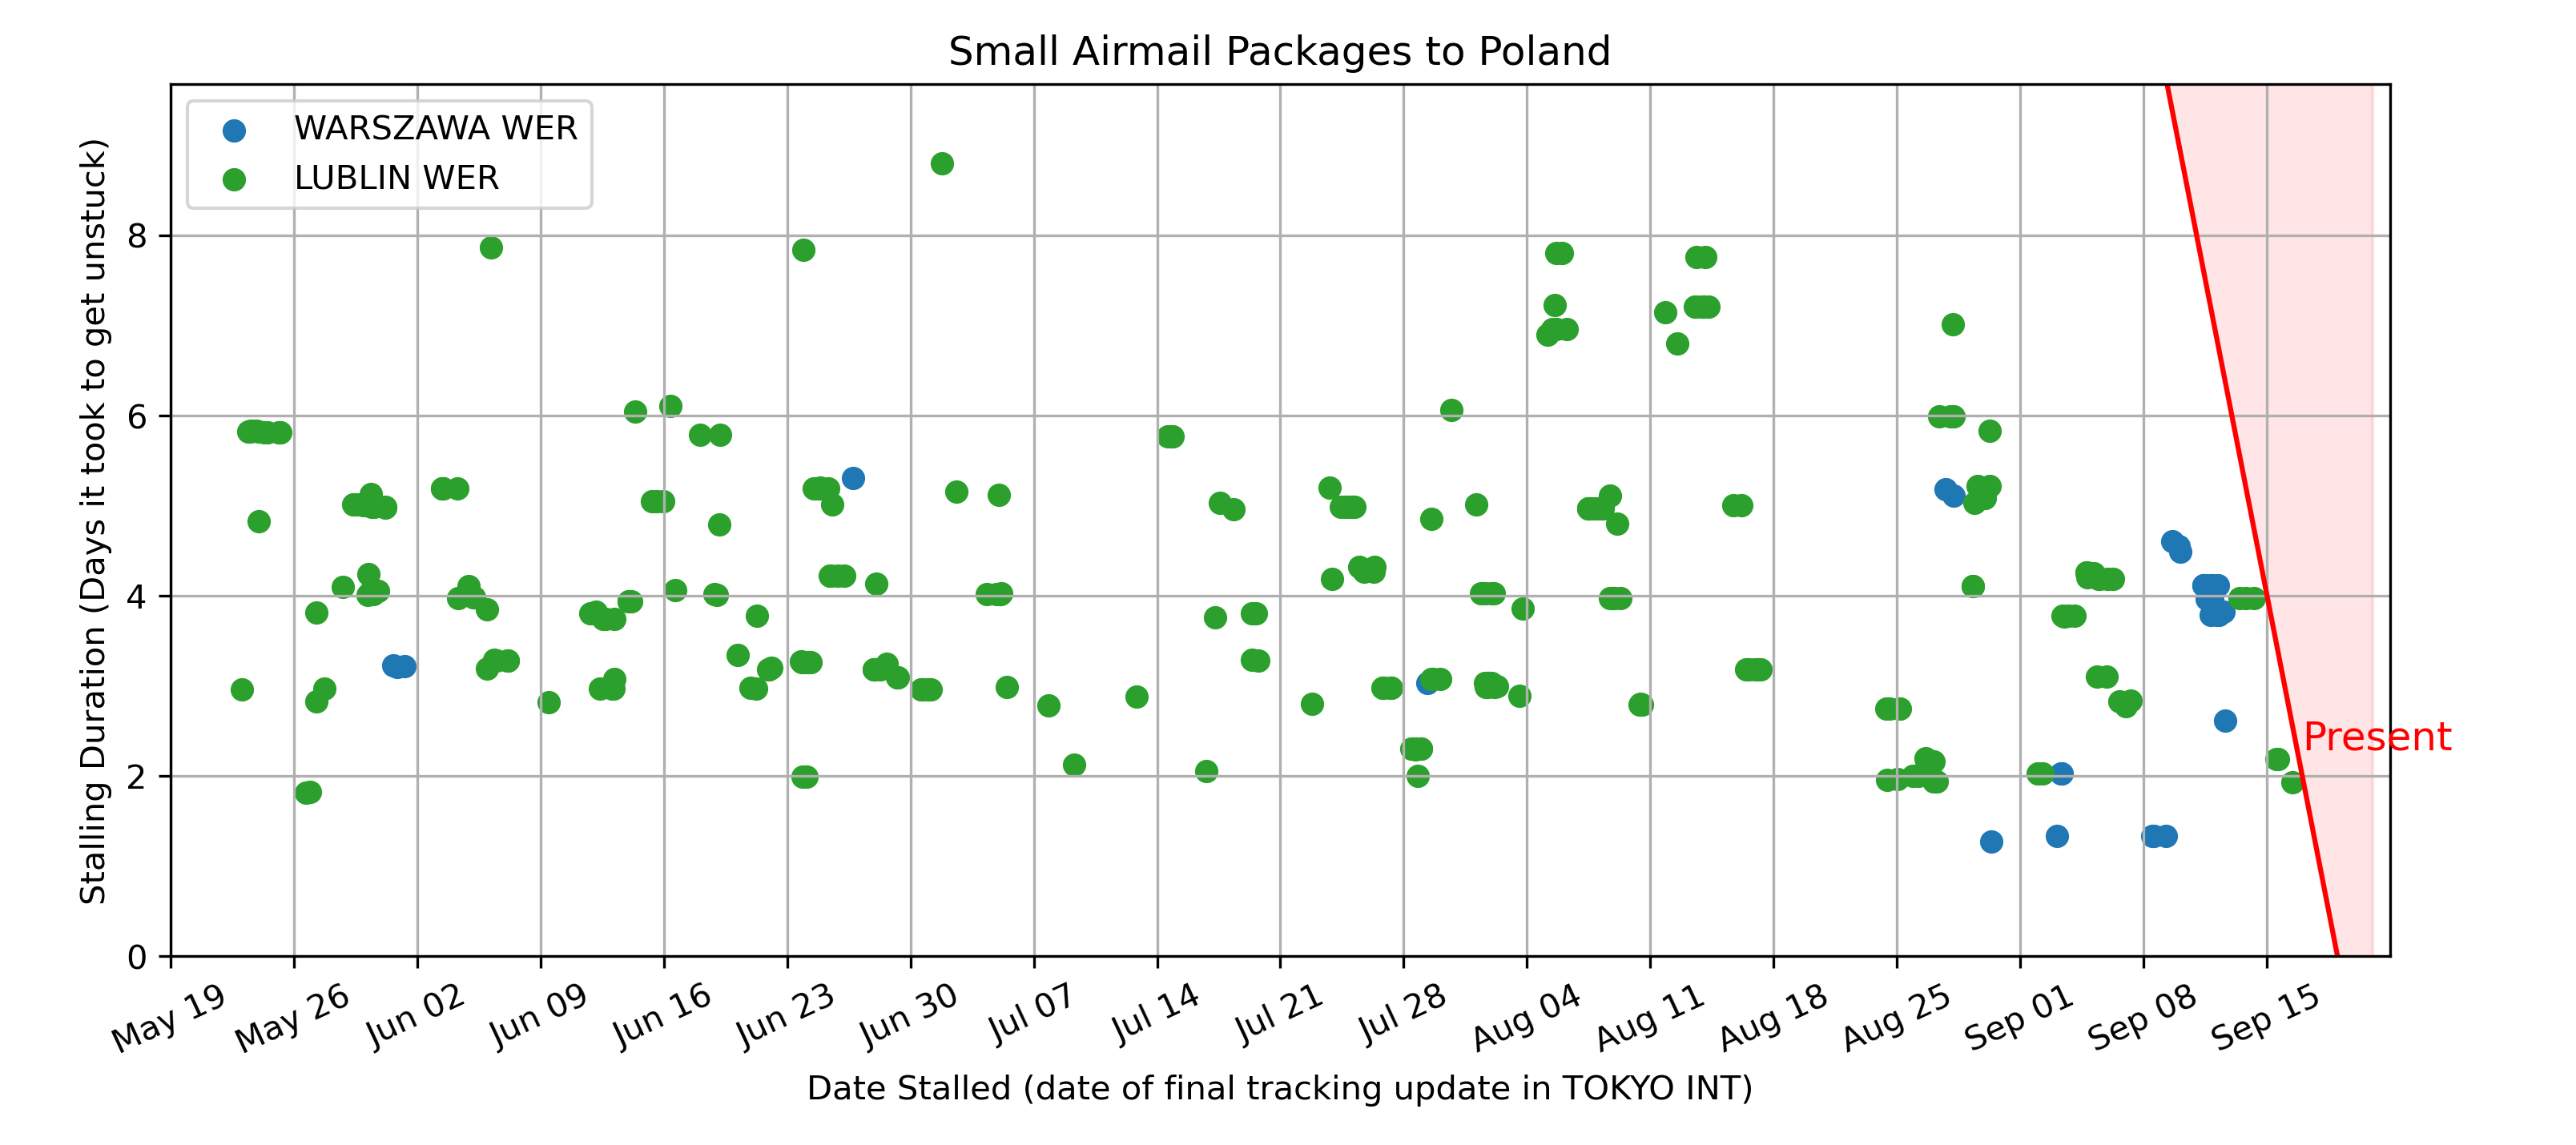 Small Airmail Packages to Poland
WARSZAWA WER
LUBLIN WER
Stalling Duration (Days it took to get unstuck)
8
6
4
2
0
Present
May 19
May 26
Jun 02
Jun 09
Jun 16
Jun 23
Jun 30
Jul 07
Jul 14
Jul 21
Jul 28
Aug 04
Aug 11
Aug 18
Aug 25
Sep 01
Sep 08
Sep 15
Date Stalled (date of final tracking update in TOKYO INT)